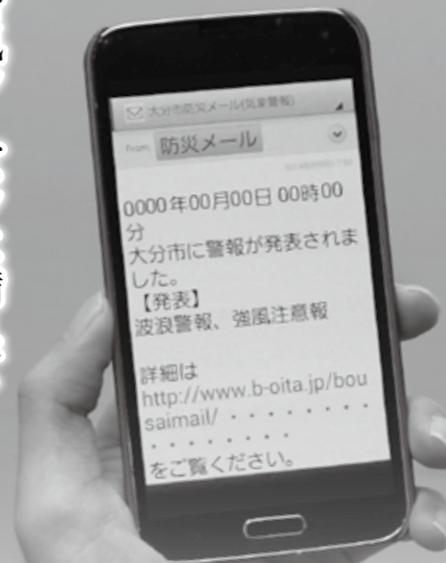 大分市防災メール(気象警報)
From 防災メール
0000年00月00日 00時00
分
大分市に警報が発表されま
した。
【発表】
波浪警報、強風注意報
詳細は
http://www.b-oita.jp/bou
saimail/・・・・・・・・
・・・・・・・・
をご覧ください。